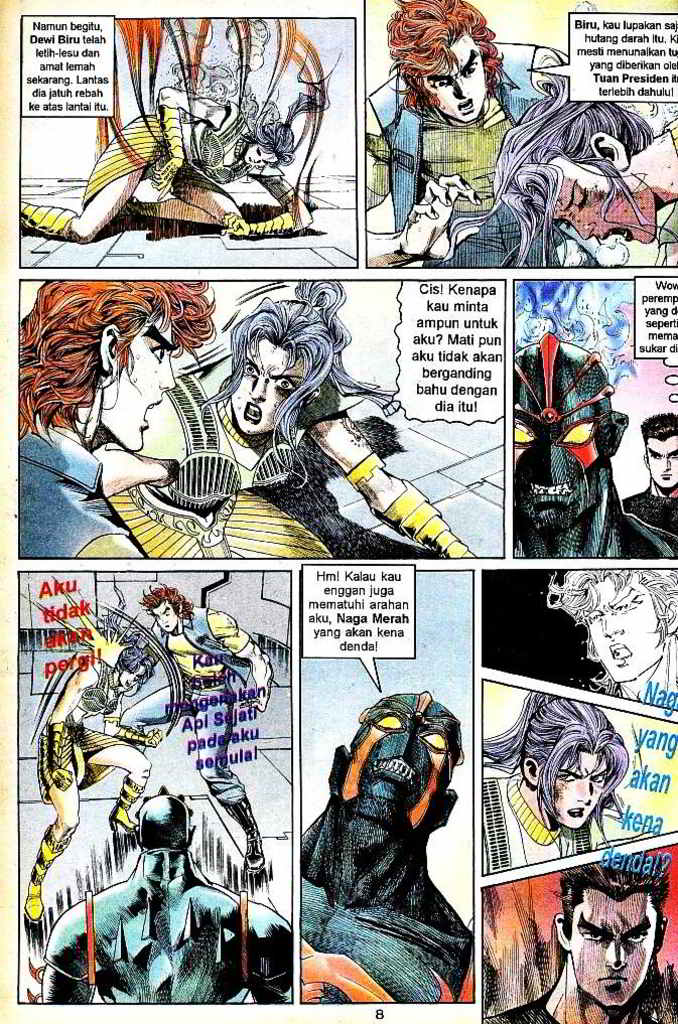 Namun begitu,
Dewi Biru telah
letih-lesu dan
amat lemah
sekarang. Lantas
dia jatuh rebah
ke atas lantai itu.
Biru, kau lupakan
hutang darah itu.
mesti menunaikan
yang diberikan
Tuan Presiden
terlebih dahulu!
Cis! Kenapa
kau minta
ampun untuk
aku? Mati pun
aku tidak akan
berganding
bahu dengan
dia itu!
yang
sukar
Aku
tidak
akan
pergi!
Kau
mengenakan
Api Sejati
pada aku
semula!
Hm! Kalau kau
enggan juga
mematuhi arahan
aku, Naga Merah
yang akan kena
denda!
yang
akan
kena
denda!?
8